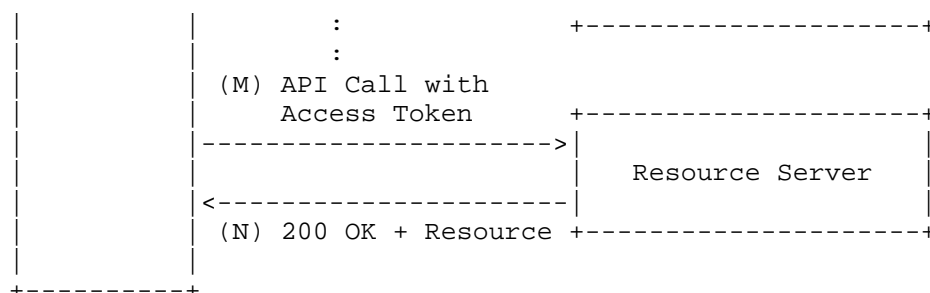 :
:
(M) API Call with
Access Token
Resource Server
(N) 200 OK + Resource